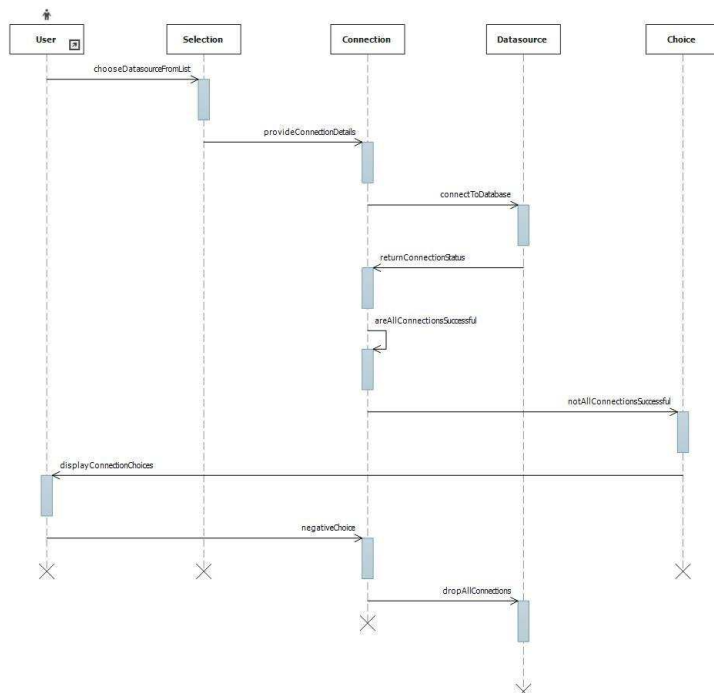 User
Selection
Connection
Datasource
Choice
chooseDatasourceFromList
provideConnectionDetails
connectToDatabase
returnConnectionStatus
areAllConnectionsSuccessful
notAllConnectionsSuccessful
displayConnectionChoices
negativeChoice
dropAllConnections